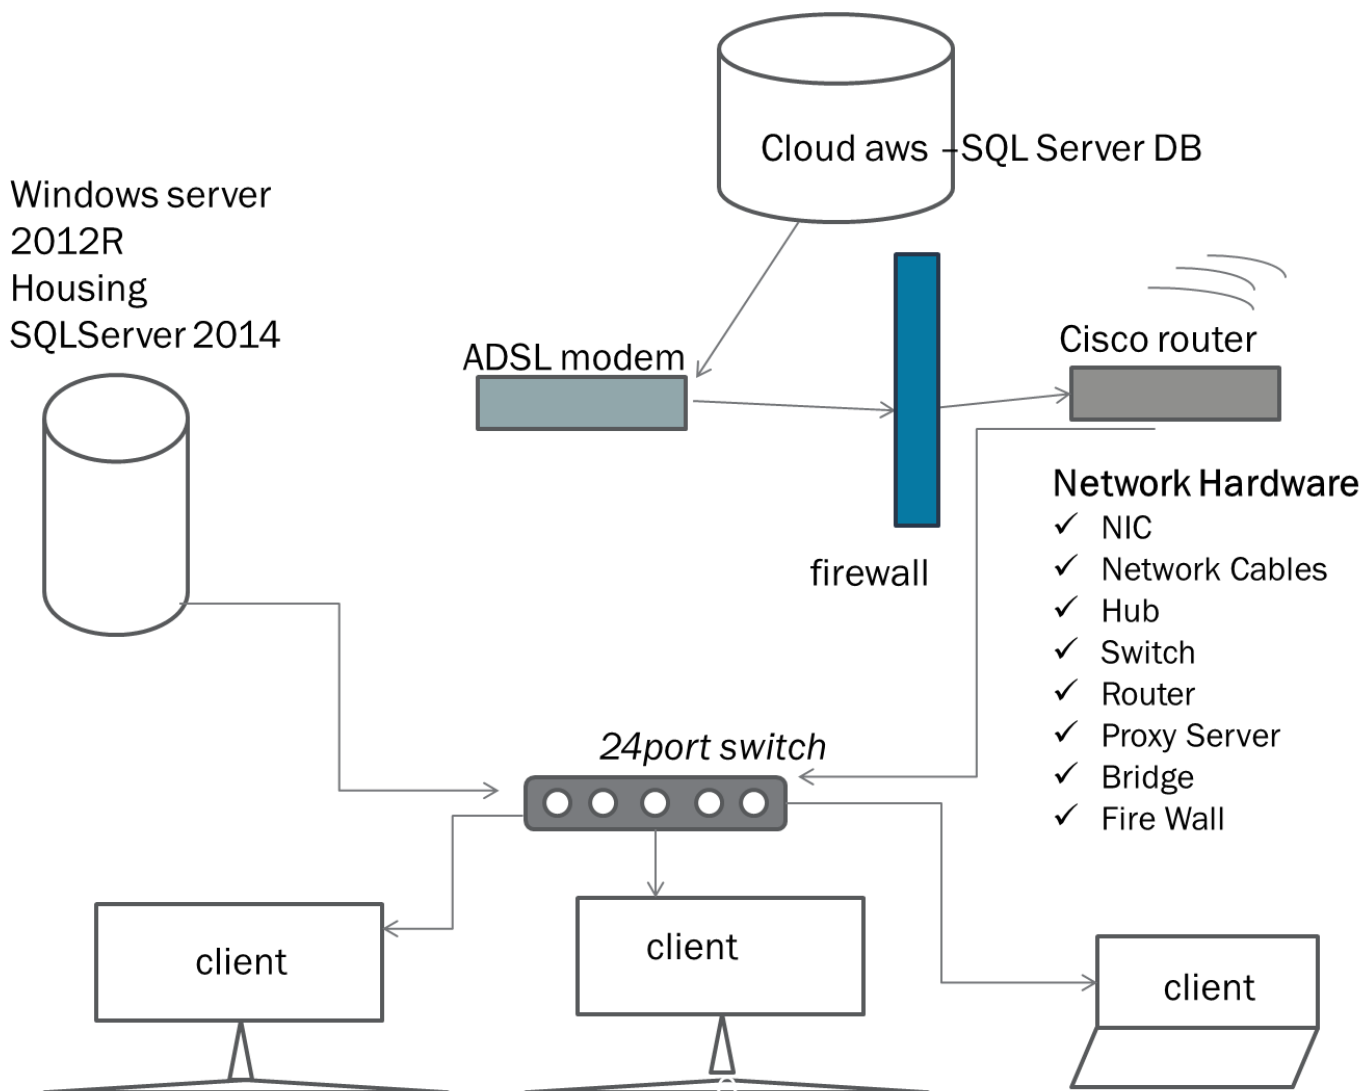 Cloud aws –SQL Server DB
Windows server
2012R
Housing
SQLServer 2014
ADSL modem
Cisco router
firewall
Network Hardware
✓ NIC
✓ Network Cables
✓ Hub
✓ Switch
✓ Router
✓ Proxy Server
✓ Bridge
✓ Fire Wall
24port switch
client
client
client